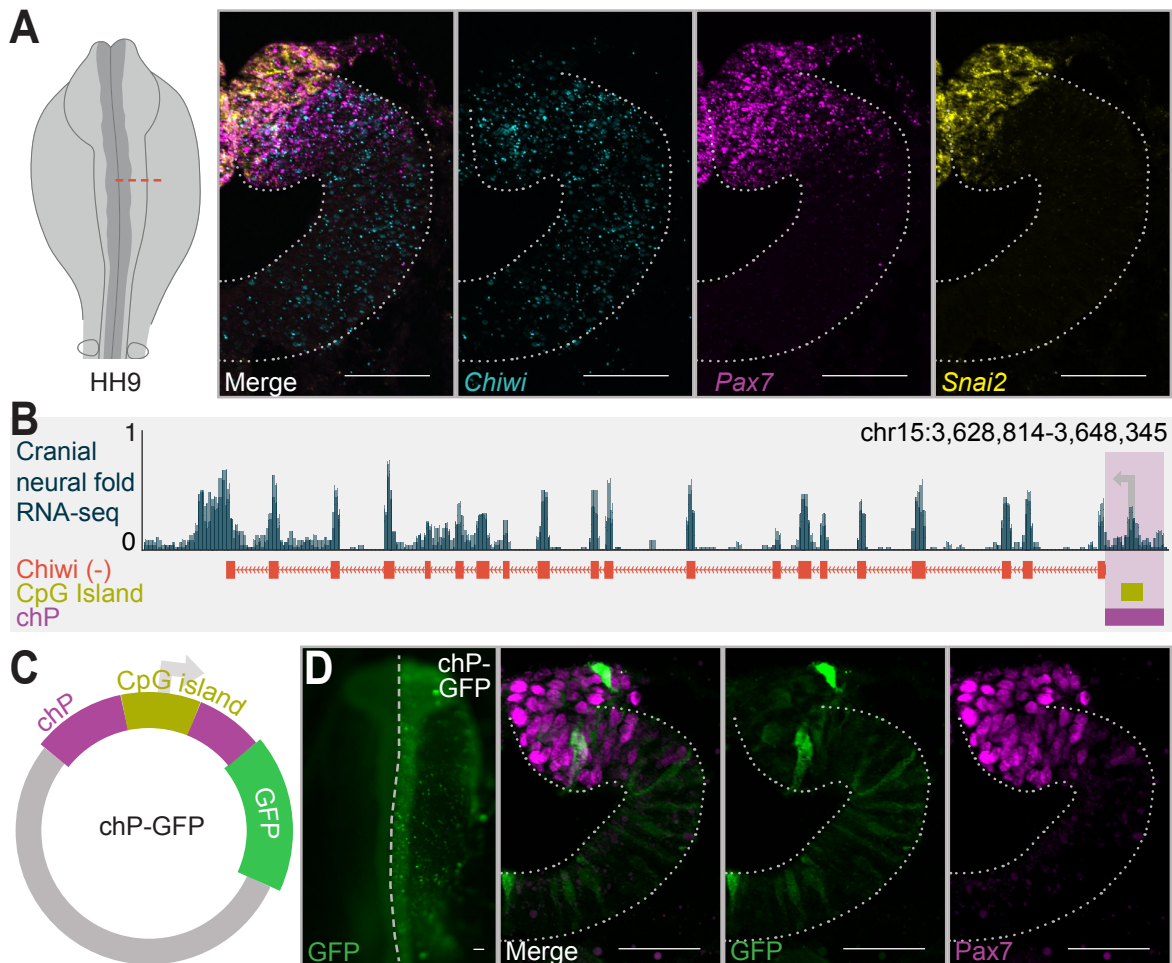 A
HH9
Merge
Chiwi
Pax7
Snai2
B
Cranial
neural fold
RNA-seq
1
0
chr15:3,628,814-3,648,345
Chiwi (-)
CpG Island
chP
C
chP
CpG island
GFP
chP-GFP
D
chP-
GFP
GFP
Merge
GFP
Pax7